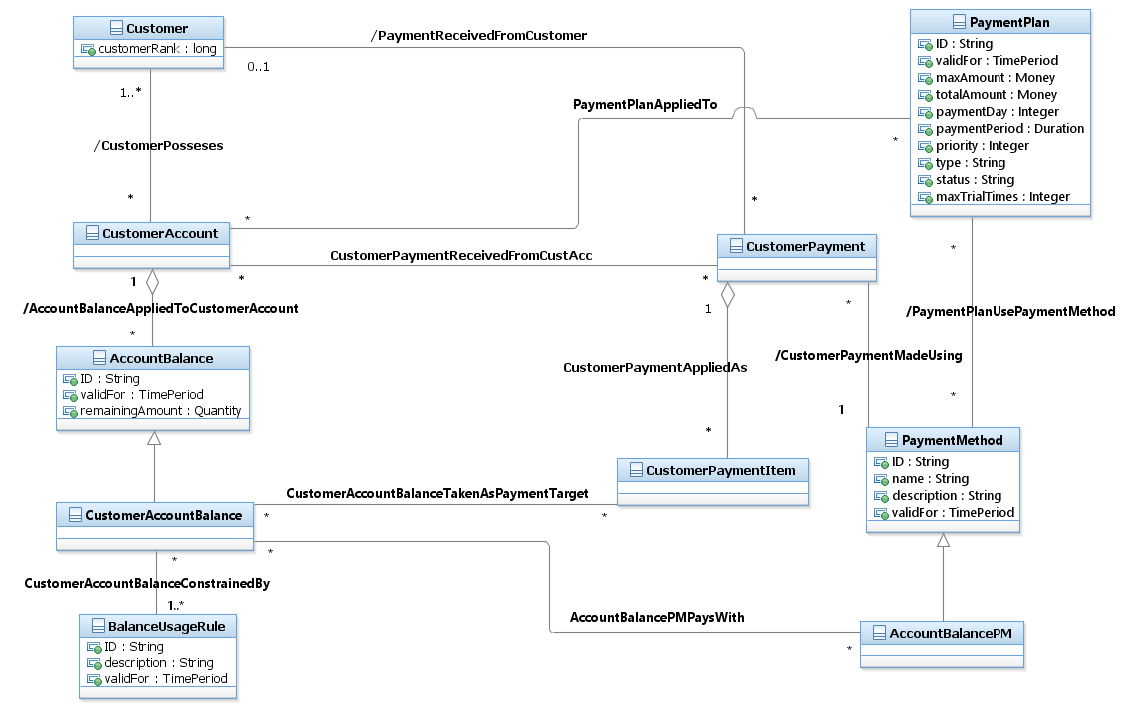 Customer
customerRank : long
/PaymentReceivedFromCustomer
0..1
1..*
/CustomerPosseses
*
PaymentPlan
ID : String
validFor : TimePeriod
maxAmount : Money
totalAmount : Money
paymentDay : Integer
paymentPeriod : Duration
priority : Integer
type : String
status : String
maxTrialTimes : Integer
PaymentPlanAppliedTo
*
*
*
CustomerAccount
CustomerPayment
CustomerPaymentReceivedFromCustAcc
*
*
1
/AccountBalanceAppliedToCustomerAccount
*
1
*
*
/PaymentPlanUsePaymentMethod
*
CustomerPaymentAppliedAs
*
/CustomerPaymentMadeUsing
1
AccountBalance
ID : String
validFor : TimePeriod
remainingAmount : Quantity
PaymentMethod
ID : String
name : String
description : String
validFor : TimePeriod
CustomerPaymentItem
CustomerAccountBalanceTakenAsPaymentTarget
*
*
CustomerAccountBalance
*
*
CustomerAccountBalanceConstrainedBy
1..*
BalanceUsageRule
ID : String
description : String
validFor : TimePeriod
AccountBalancePMPaysWith
*
AccountBalancePM